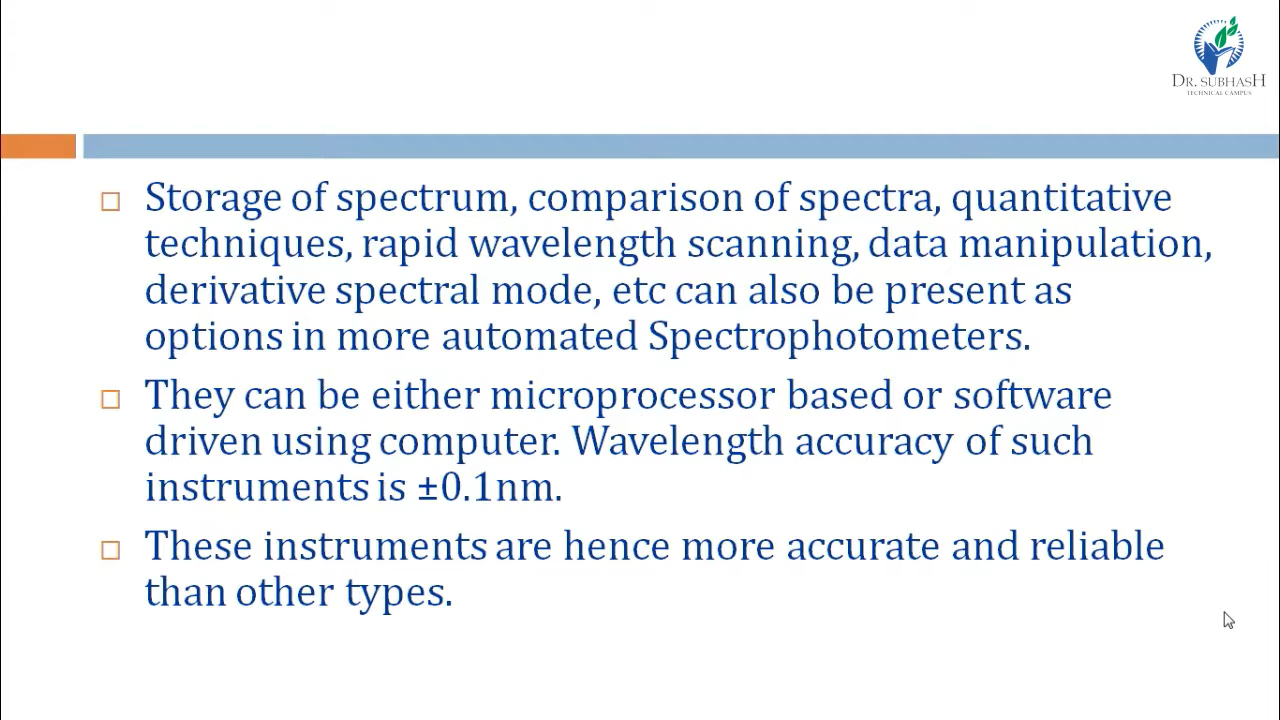 DR. SUBHASH
TECHNICAL CAMPUS
Storage of spectrum, comparison of spectra, quantitative
techniques, rapid wavelength scanning, data manipulation,
derivative spectral mode, etc can also be present as
options in more automated Spectrophotometers.
They can be either microprocessor based or software
driven using computer. Wavelength accuracy of such
instruments is ±0.1nm.
These instruments are hence more accurate and reliable
than other types.